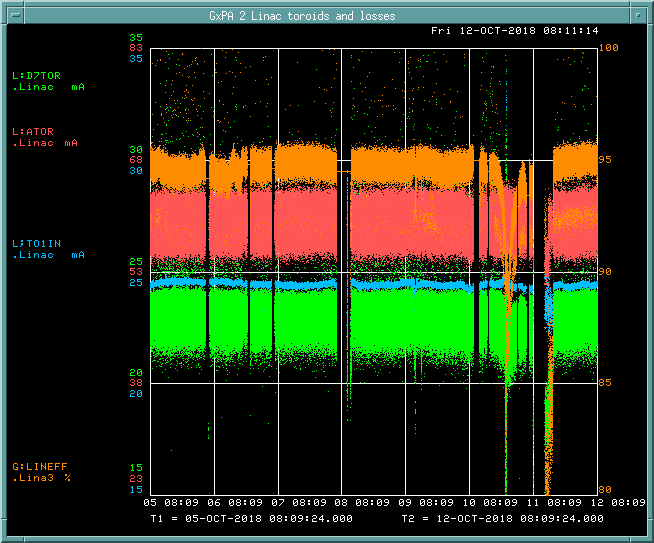 GxPA 2 Linac toroids and losses
Fri 12-OCT-2018 08:11:14
35
83
35
100
L:D7TOR
.Linac mA
L:ATOR
.Linac mA
30
68
30
95
L;TO1IN
.Linac mA
25
53
25
90
20
38
20
85
G:LINEFF
.Lina3 %
15
23
15
80
05 08:09 06 08:09 07 08:09 08 08:09 09 08:09 10 08:09 11 08:09 12 08:09
T1 = 05-OCT-2018 08:09:24.000 T2 = 12-OCT-2018 08:09:24.000